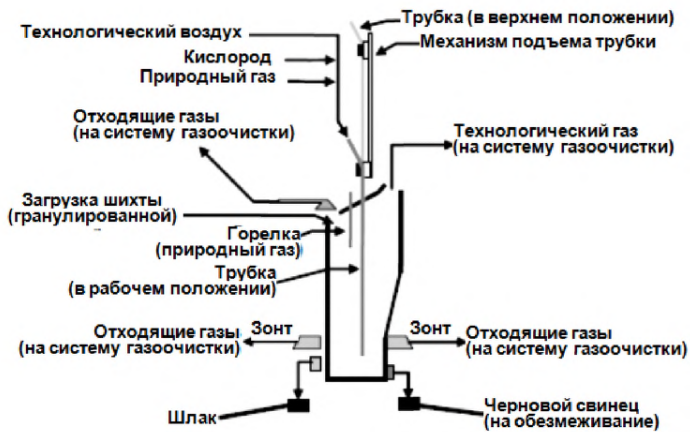 Трубка (в верхнем положении)
Технологический воздух
Механизм подъема трубки
Кислород
Природный газ
Отходящие газы
(на систему газоочистки)
Технологический газ
(на систему газоочистки)
Загрузка шихты
(гранулированной)
Горелка
(природный газ)
Трубка
(в рабочем положении)
Отходящие газы
(на систему газоочистки)
Зонт
Зонт
Отходящие газы
(на систему газоочистки)
Шлак
Черновой свинец
(на обезмеживание)